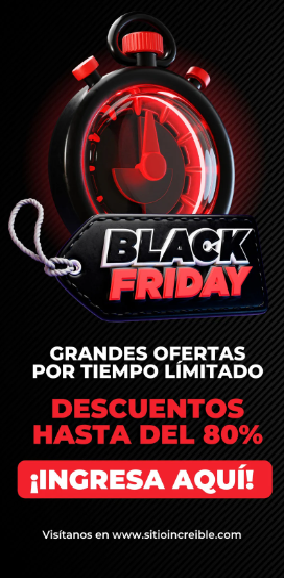 BLACK
FRIDAY
GRANDES OFERTAS
POR TIEMPO LÍMITADO
DESCUENTOS
HASTA DEL 80%
¡INGRESA AQUÍ!
Visítanos en www.sitioincreible.com